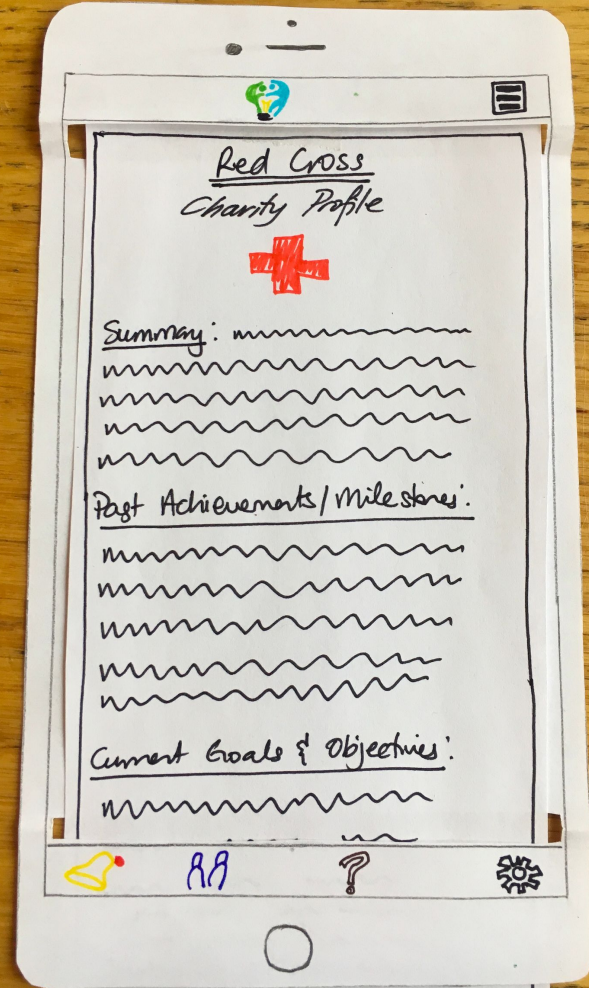 Red Cross
Charity Profile
Summary:
Past Achievements/Milestones:
Current Goals & Objectives:
?